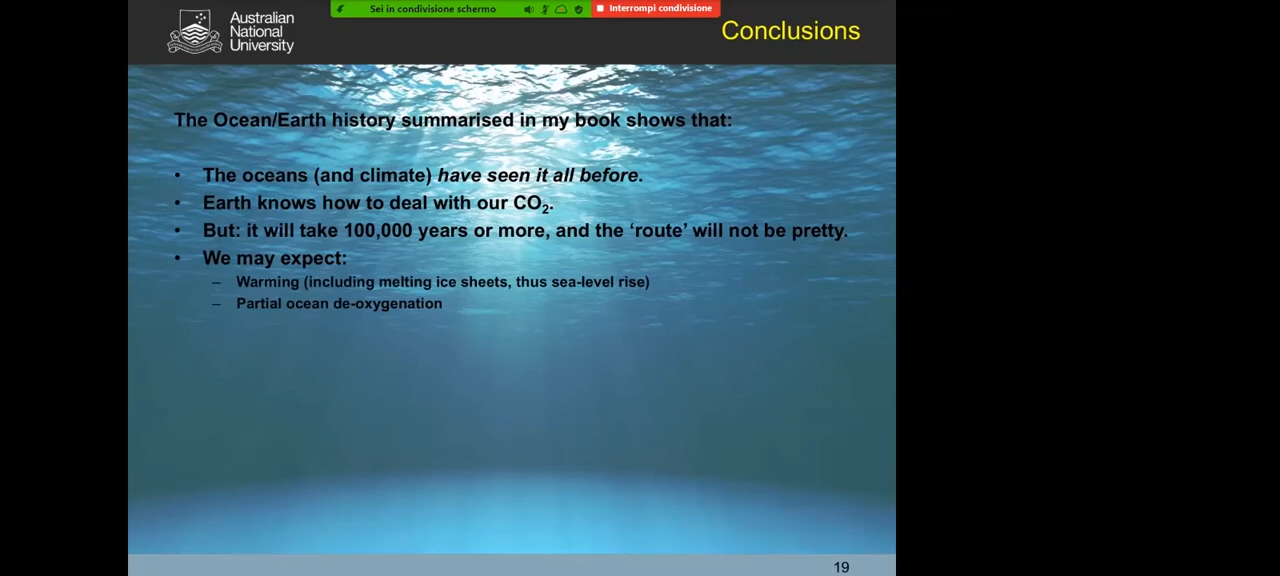 Sei in condivisione schermo
Interrompi condivisione
Australian
National
University
Conclusions
The Ocean/Earth history summarised in my book shows that:
• The oceans (and climate) have seen it all before.
• Earth knows how to deal with our CO₂.
• But: it will take 100,000 years or more, and the ‘route’ will not be pretty.
• We may expect:
– Warming (including melting ice sheets, thus sea-level rise)
– Partial ocean de-oxygenation
19